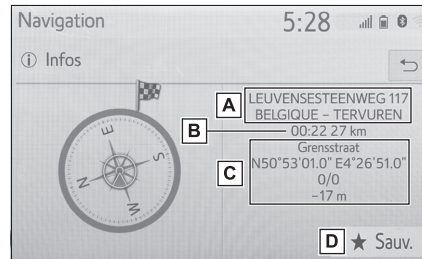 Navigation 5:28
Infos
A LEUVENSESTEENWEG 117
BELGIQUE – TERVUREN
B 00:22 27 km
Grensstraat
C N50°53'01.0" E4°26'51.0"
0/0
−17 m
D ★ Sauv.
E
S
N
W